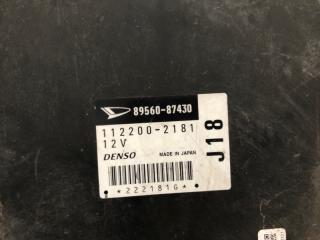 89560-87430
112200-2181
12V
DENSO MADE IN JAPAN
J18
*222181G*